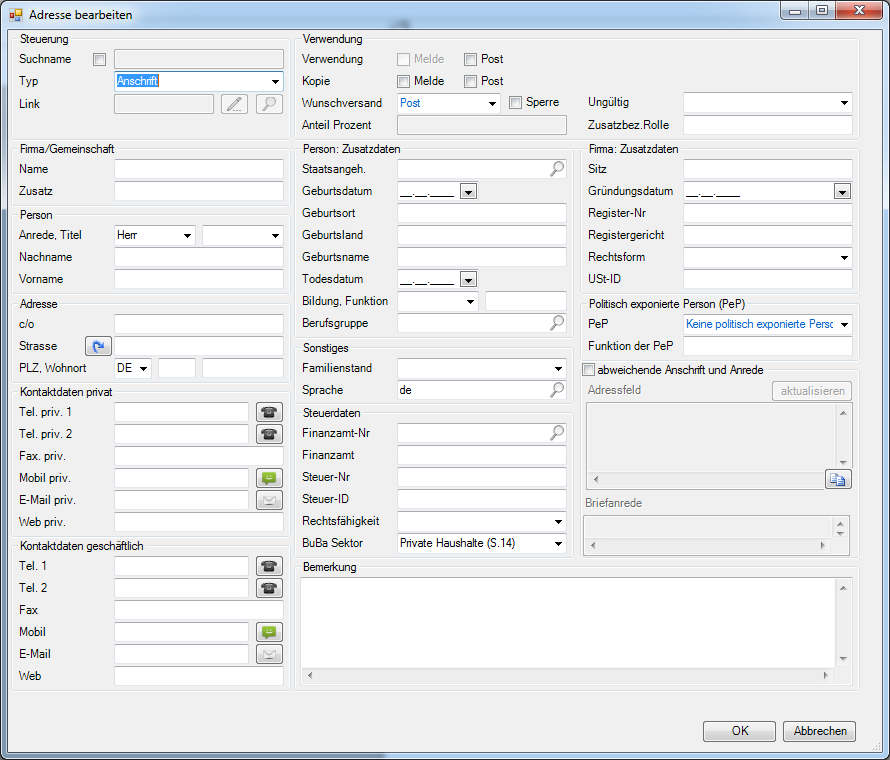 Adresse bearbeiten
Steuerung
Suchname
Typ Anschrift
Link
Verwendung
Verwendung Melde Post
Kopie Melde Post
Wunschversand Post Sperre Ungültig
Anteil Prozent Zusatzbez.Rolle
Firma/Gemeinschaft
Name
Zusatz
Person
Anrede, Titel Herr
Nachname
Vorname
Adresse
c/o
Strasse
PLZ, Wohnort DE
Kontaktdaten privat
Tel. priv. 1
Tel. priv. 2
Fax. priv.
Mobil priv.
E-Mail priv.
Web priv.
Kontaktdaten geschäftlich
Tel. 1
Tel. 2
Fax
Mobil
E-Mail
Web
Person: Zusatzdaten
Staatsangeh.
Geburtsdatum __.__.____
Geburtsort
Geburtsland
Geburtsname
Todesdatum __.__.____
Bildung, Funktion
Berufsgruppe
Sonstiges
Familienstand
Sprache de
Steuerdaten
Finanzamt-Nr
Finanzamt
Steuer-Nr
Steuer-ID
Rechtsfähigkeit
BuBa Sektor Private Haushalte (S.14)
Firma: Zusatzdaten
Sitz
Gründungsdatum __.__.____
Register-Nr
Registergericht
Rechtsform
USt-ID
Politisch exponierte Person (PeP)
PeP Keine politisch exponierte Persc
Funktion der PeP
abweichende Anschrift und Anrede
Adressfeld aktualisieren
Briefanrede
Bemerkung
OK Abbrechen